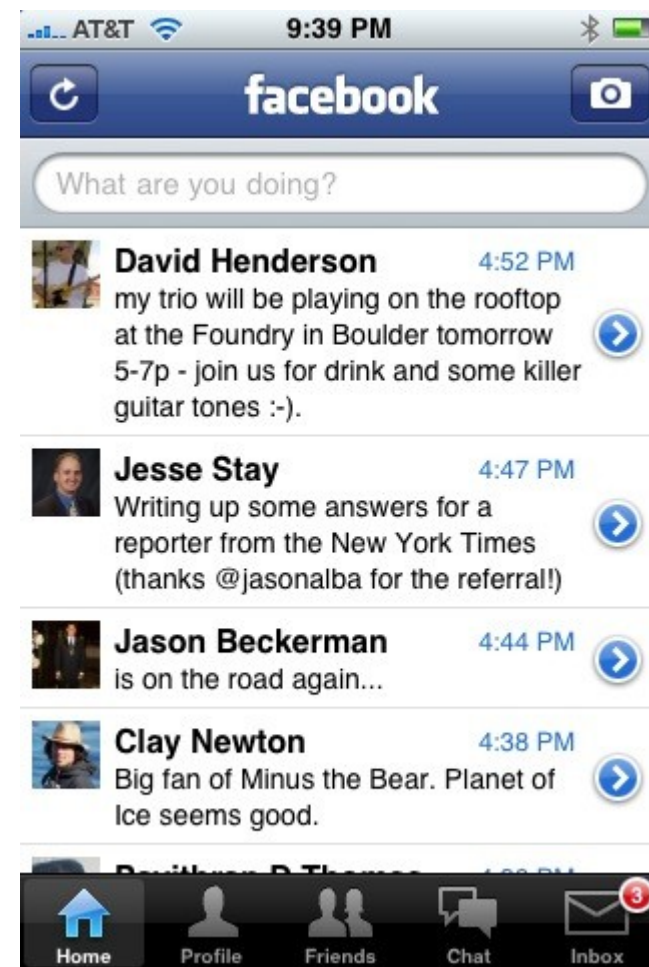 AT&T 9:39 PM
facebook
What are you doing?
David Henderson 4:52 PM
my trio will be playing on the rooftop
at the Foundry in Boulder tomorrow
5-7p - join us for drink and some killer
guitar tones :-).
Jesse Stay 4:47 PM
Writing up some answers for a
reporter from the New York Times
(thanks @jasonalba for the referral!)
Jason Beckerman 4:44 PM
is on the road again...
Clay Newton 4:38 PM
Big fan of Minus the Bear. Planet of
Ice seems good.
3
Home Profile Friends Chat Inbox